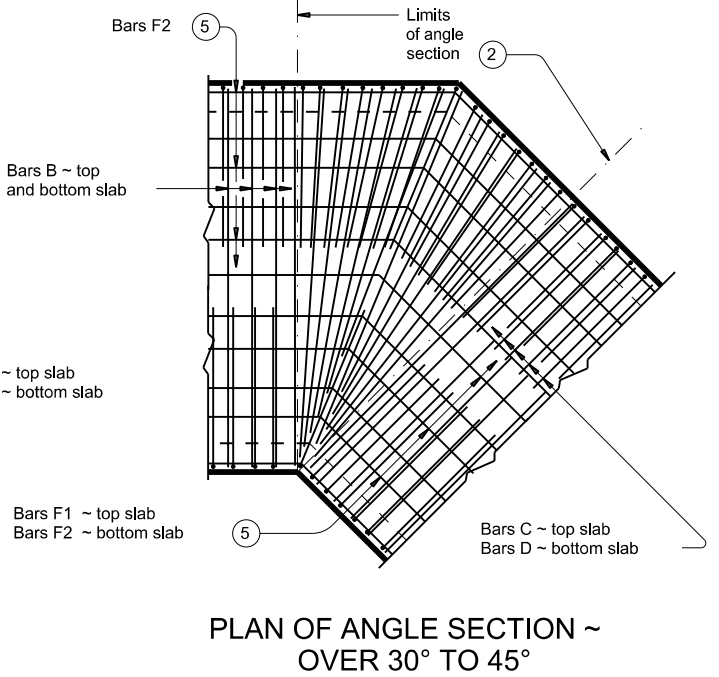 Bars F2
5
Limits
of angle
section
2
Bars B ~ top
and bottom slab
~ top slab
~ bottom slab
Bars F1 ~ top slab
Bars F2 ~ bottom slab
5
Bars C ~ top slab
Bars D ~ bottom slab
PLAN OF ANGLE SECTION ~
OVER 30° TO 45°